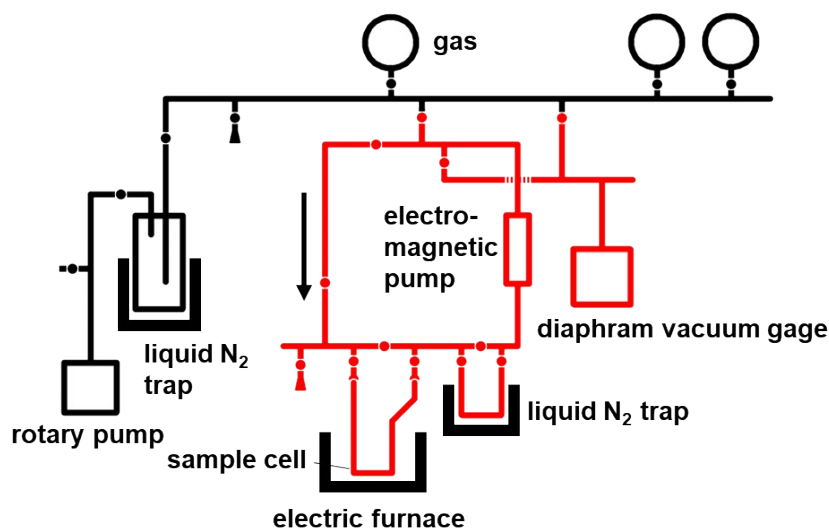 gas
electro-
magnetic
pump
diaphram vacuum gage
liquid N₂
trap
rotary pump
liquid N₂ trap
sample cell
electric furnace